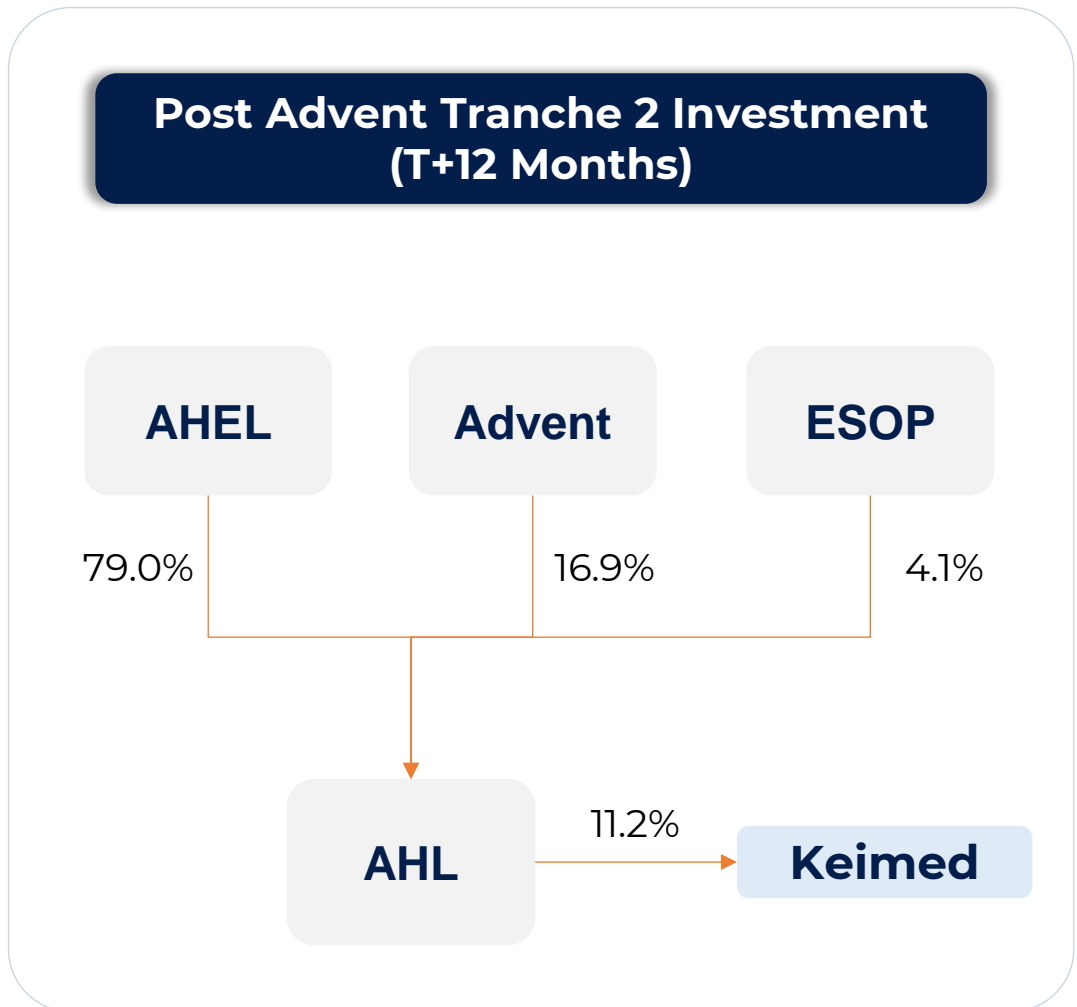 Post Advent Tranche 2 Investment
(T+12 Months)
AHEL
Advent
ESOP
79.0%
16.9%
4.1%
AHL
11.2%
Keimed